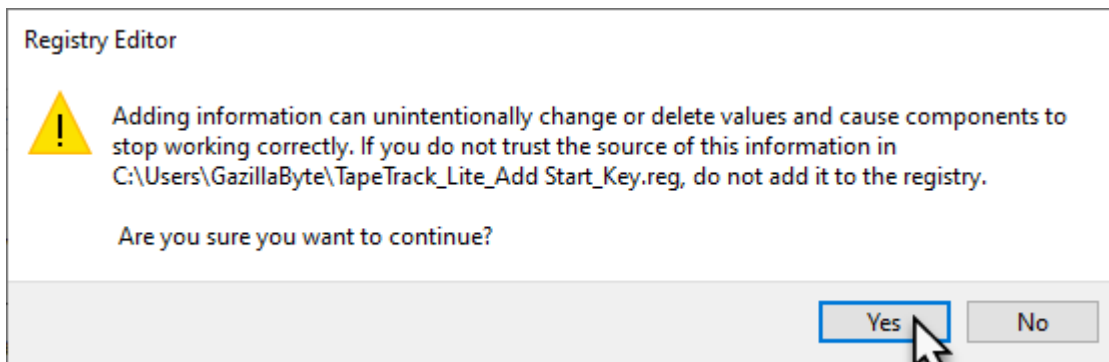 Registry Editor
Adding information can unintentionally change or delete values and cause components to
stop working correctly. If you do not trust the source of this information in
C:\Users\GazillaByte\TapeTrack_Lite_Add Start_Key.reg, do not add it to the registry.
Are you sure you want to continue?
Yes No